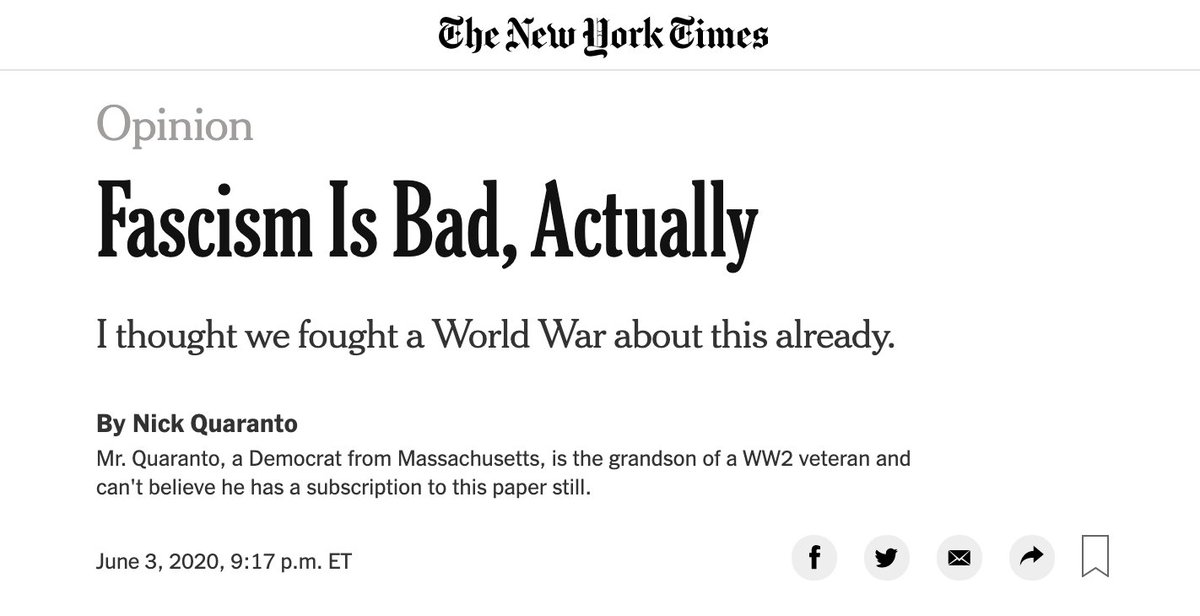 The New York Times
Opinion
Fascism Is Bad, Actually
I thought we fought a World War about this already.
By Nick Quaranto
Mr. Quaranto, a Democrat from Massachusetts, is the grandson of a WW2 veteran and
can't believe he has a subscription to this paper still.
June 3, 2020, 9:17 p.m. ET